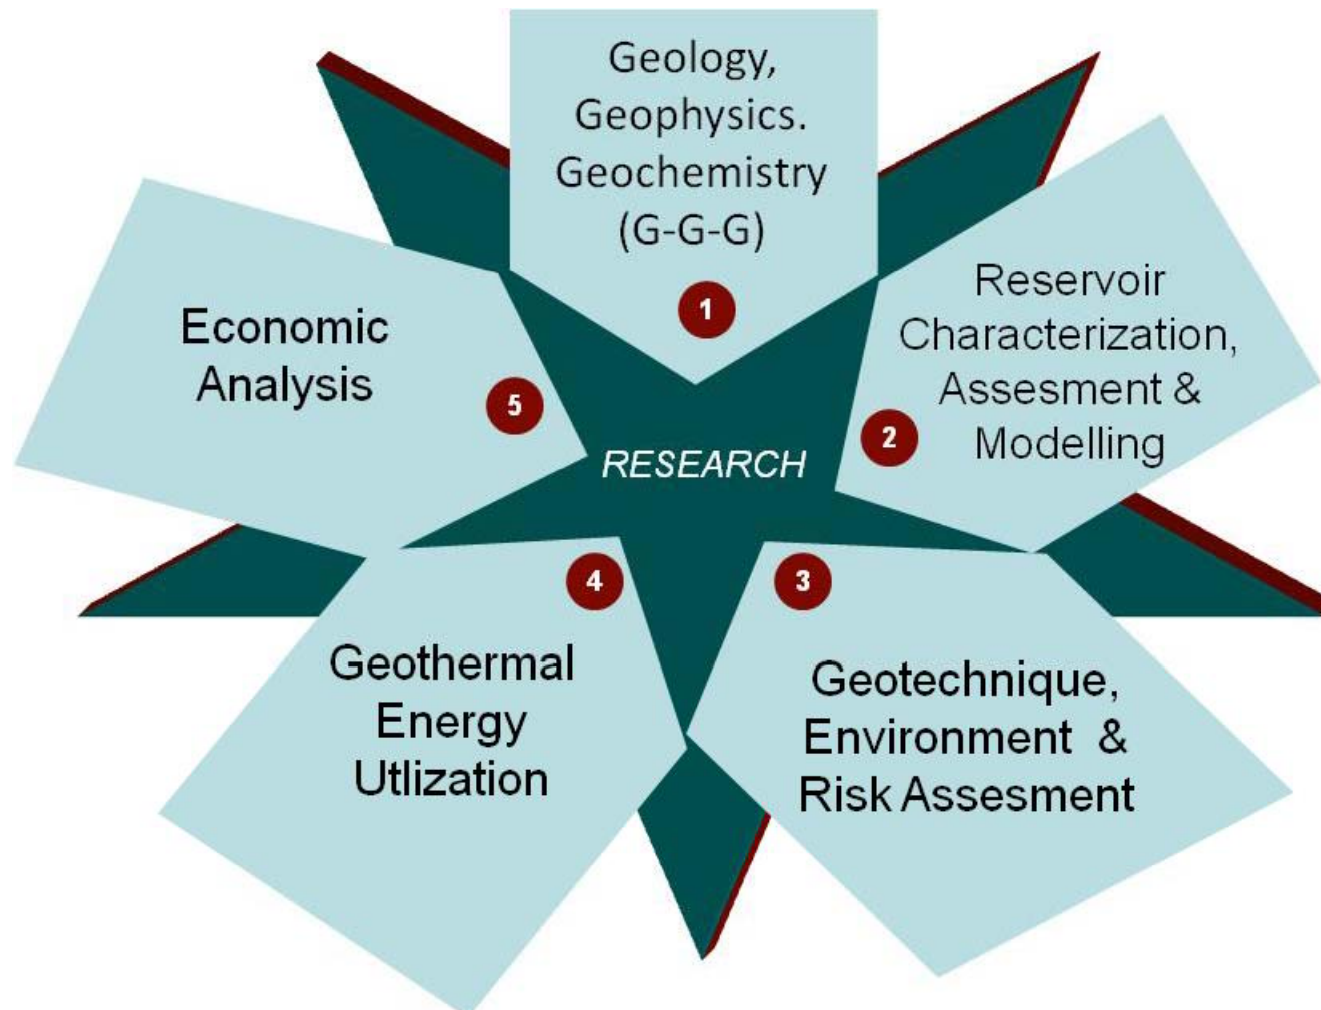 Geology,
Geophysics.
Geochemistry
(G-G-G)
1
Reservoir
Characterization,
Assesment &
Modelling
2
Economic
Analysis
5
RESEARCH
4
3
Geothermal
Energy
Utlization
Geotechnique,
Environment &
Risk Assesment